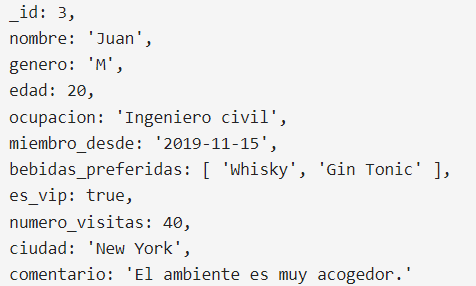 _id: 3,
nombre: 'Juan',
genero: 'M',
edad: 20,
ocupacion: 'Ingeniero civil',
miembro_desde: '2019-11-15',
bebidas_preferidas: [ 'Whisky', 'Gin Tonic' ],
es_vip: true,
numero_visitas: 40,
ciudad: 'New York',
comentario: 'El ambiente es muy acogedor.'